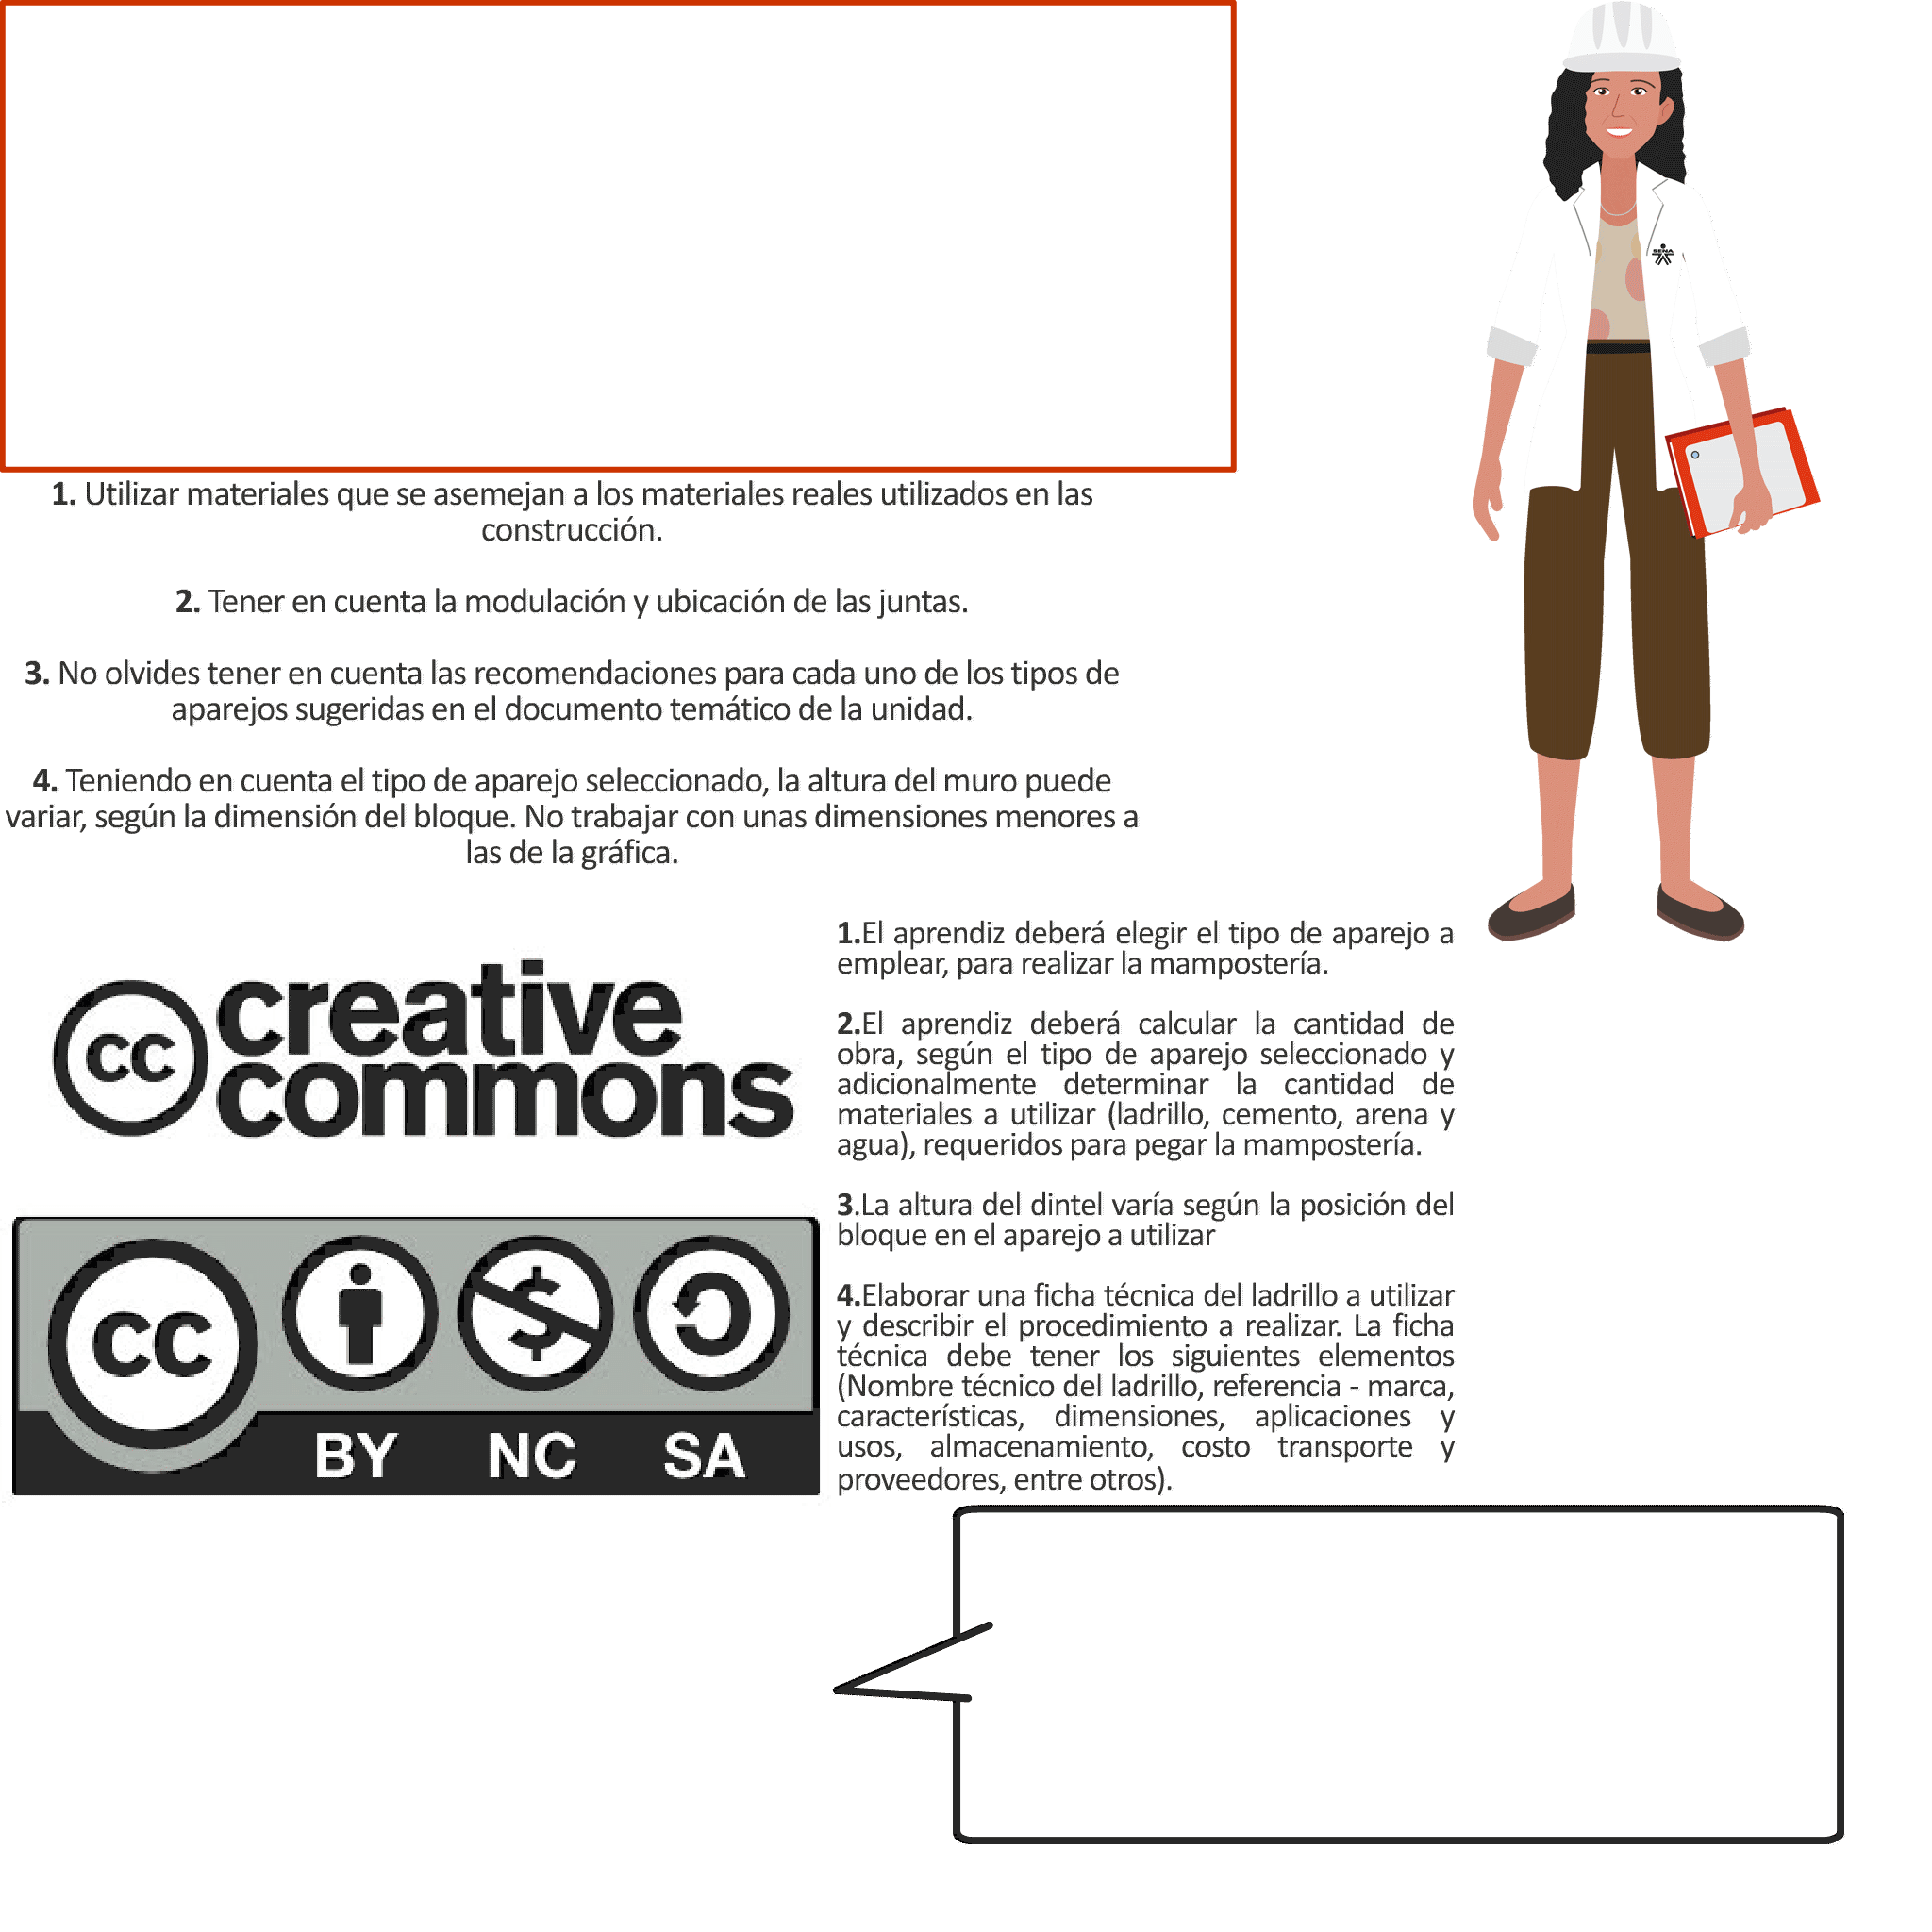 SENA
1. Utilizar materiales que se asemejan a los materiales reales utilizados en las
construcción.
2. Tener en cuenta la modulación y ubicación de las juntas.
3. No olvides tener en cuenta las recomendaciones para cada uno de los tipos de
aparejos sugeridas en el documento temático de la unidad.
4. Teniendo en cuenta el tipo de aparejo seleccionado, la altura del muro puede
variar, según la dimensión del bloque. No trabajar con unas dimensiones menores a
las de la gráfica.
cc creative
commons
cc
BY NC SA
1.El aprendiz deberá elegir el tipo de aparejo a
emplear, para realizar la mampostería.
2.El aprendiz deberá calcular la cantidad de
obra, según el tipo de aparejo seleccionado y
adicionalmente determinar la cantidad de
materiales a utilizar (ladrillo, cemento, arena y
agua), requeridos para pegar la mampostería.
3.La altura del dintel varía según la posición del
bloque en el aparejo a utilizar
4.Elaborar una ficha técnica del ladrillo a utilizar
y describir el procedimiento a realizar. La ficha
técnica debe tener los siguientes elementos
(Nombre técnico del ladrillo, referencia - marca,
características, dimensiones, aplicaciones y
usos, almacenamiento, costo transporte y
proveedores, entre otros).